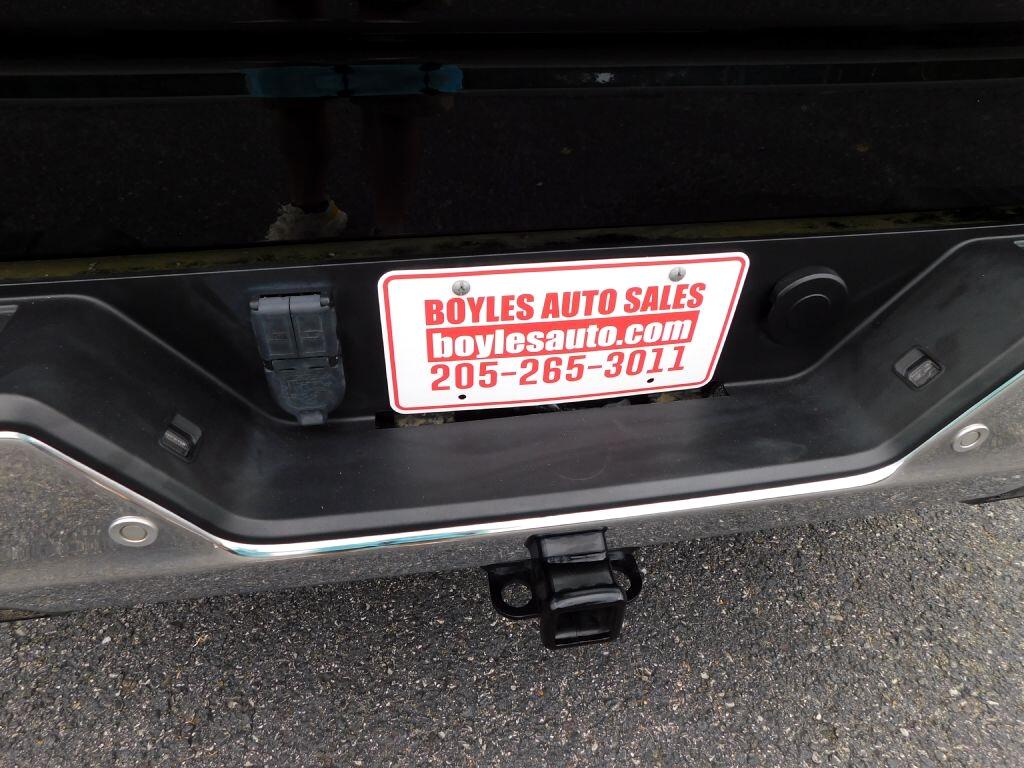 BOYLES AUTO SALES
boylesauto.com
205-265-3011